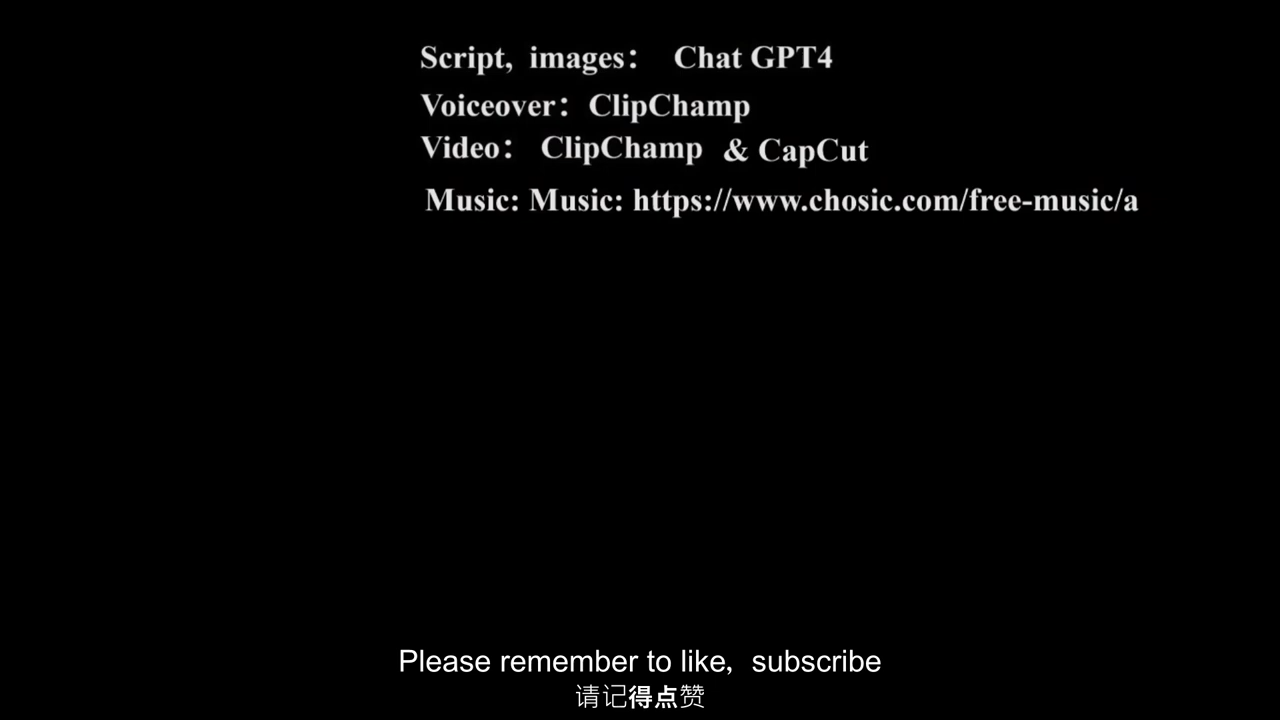 Script,  images：  Chat GPT4
Voiceover：ClipChamp
Video：  ClipChamp  & CapCut
Music: Music: https://www.chosic.com/free-music/a
Please remember to like，subscribe
请记得点赞